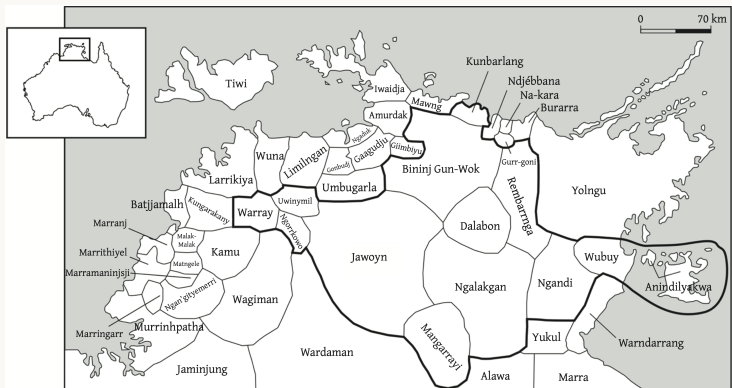 0 70 km
Kunbarlang
Ndjébbana
Na-kara
Burarra
Tiwi
Iwaidja
Mawng
Amurdak
Ngaduk
Gaagudju
Giimbiyu
Gonbudj
Limilngan
Wuna
Umbugarla
Larrikiya
Bininj Gun-Wok
Gurr-goni
Rembarrnga
Yolngu
Batjjamalh
Kungarakany
Warray
Uwinymil
Ngorrkowo
Marranj
Malak-
Malak
Kamu
Dalabon
Marrithiyel
Matngele
Marramaninjsji
Jawoyn
Wubuy
Anindilyakwa
Ngan'gityemerri
Wagiman
Ngalakgan
Ngandi
Marringarr
Murrinhpatha
Mangarrayi
Yukul
Warndarrang
Wardaman
Jaminjung
Alawa
Marra